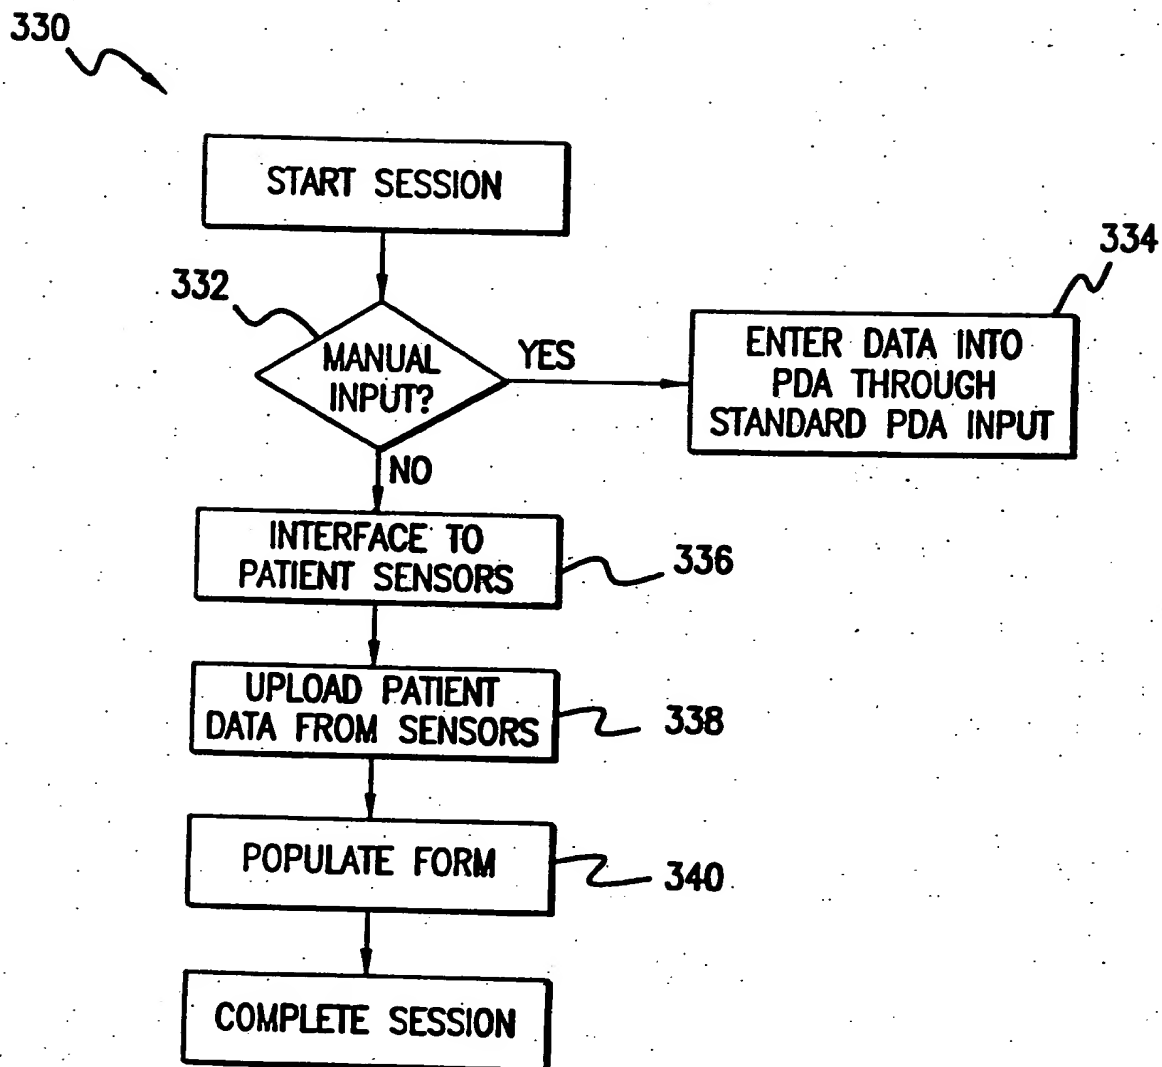 330
START SESSION
332
MANUAL
INPUT?
YES
334
ENTER DATA INTO
PDA THROUGH
STANDARD PDA INPUT
NO
INTERFACE TO
PATIENT SENSORS
336
UPLOAD PATIENT
DATA FROM SENSORS
338
POPULATE FORM
340
COMPLETE SESSION